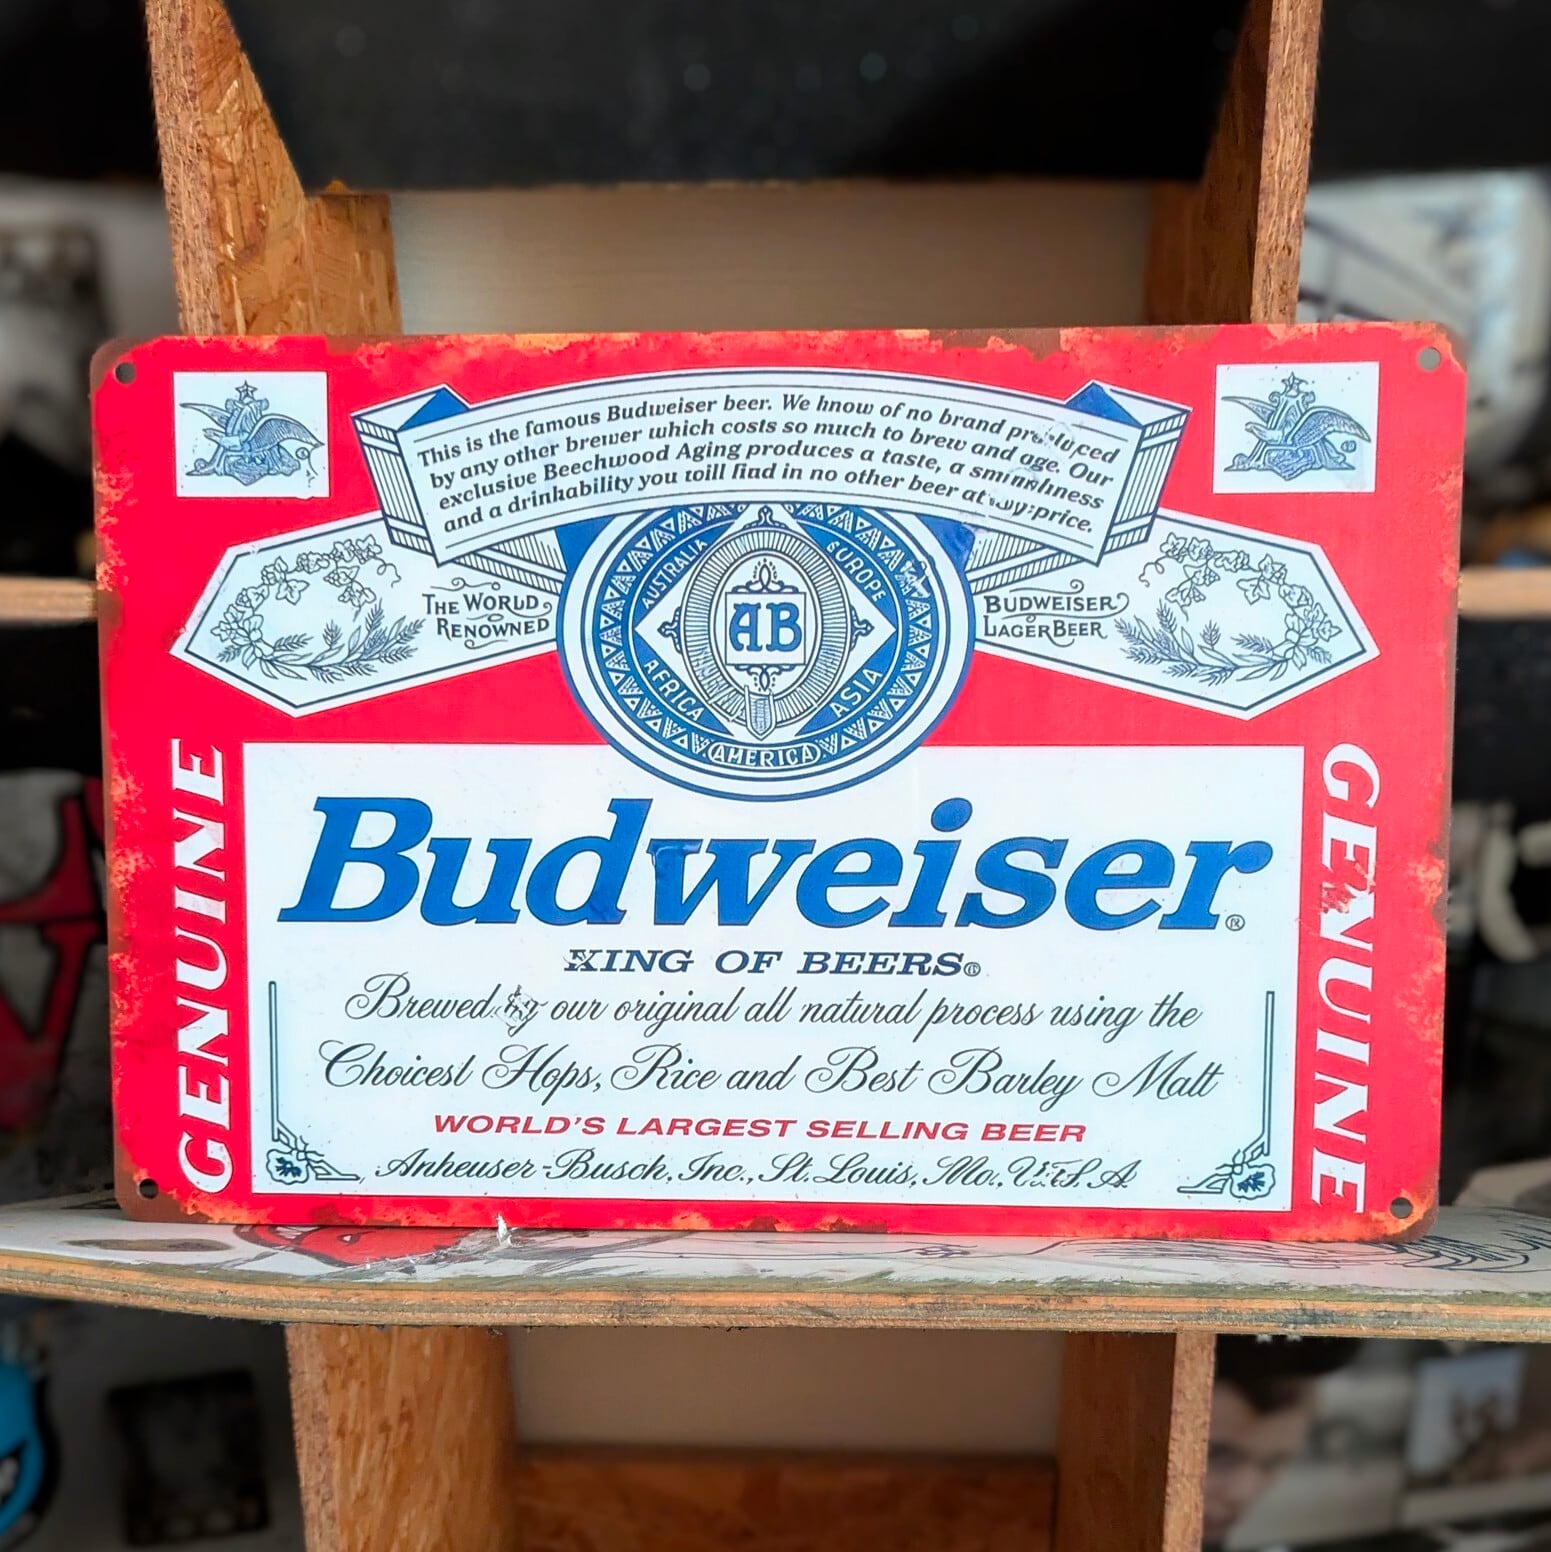 This is the famous Budweiser beer. We know of no brand produced
by any other brewer which costs so much to brew and age. Our
exclusive Beechwood Aging produces a taste, a
and a drinkability you will find in no other beer at price.
THE WORLD
RENOWNED
BUDWEISER
LAGER BEER
AUSTRALIA
EUROPE
AB
AFRICA
ASIA
AMERICA
GENUINE
GENUINE
Budweiser®
KING OF BEERS®
Brewed by our original all natural process using the
Choicest Hops, Rice and Best Barley Malt
WORLD'S LARGEST SELLING BEER
Anheuser-Busch, Inc., St. Louis, Mo., U.S.A.